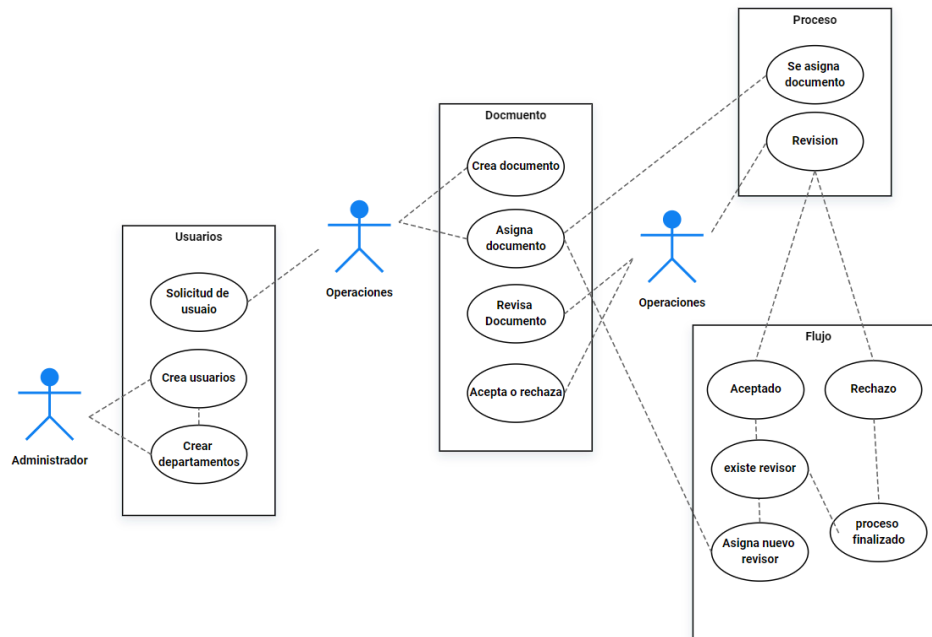 Proceso
Se asigna
documento
Revision
Docmuento
Crea documento
Asigna
documento
Revisa
Documento
Acepta o rechaza
Operaciones
Operaciones
Usuarios
Solicitud de
usuaio
Crea usuarios
Crear
departamentos
Administrador
Flujo
Aceptado
Rechazo
existe revisor
Asigna nuevo
revisor
proceso
finalizado